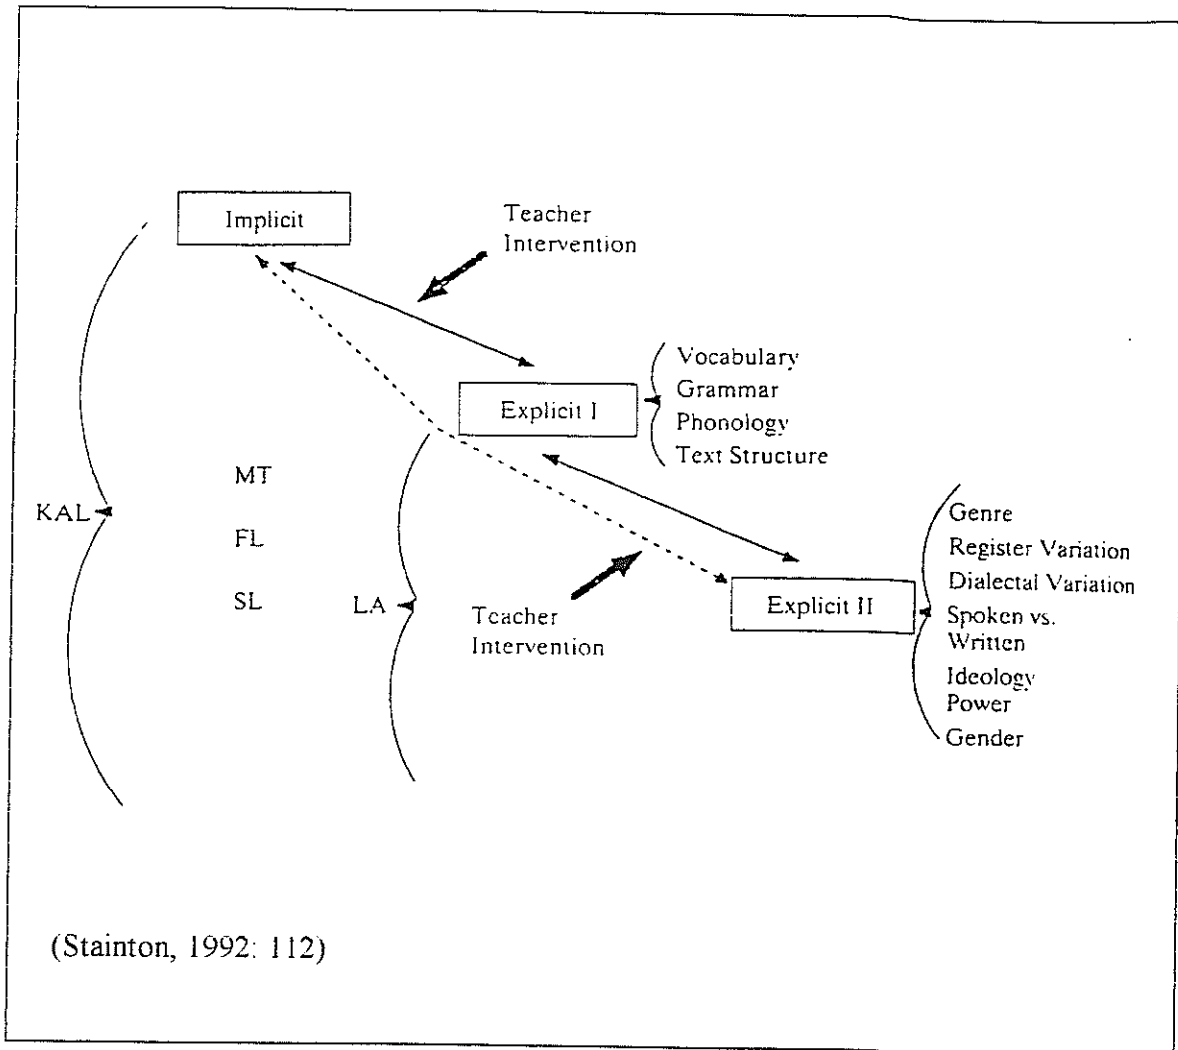 Implicit
Teacher
Intervention
Explicit I
Vocabulary
Grammar
Phonology
Text Structure
KAL
MT
FL
SL
LA
Teacher
Intervention
Explicit II
Genre
Register Variation
Dialectal Variation
Spoken vs.
Written
Ideology
Power
Gender
(Stainton, 1992: 112)